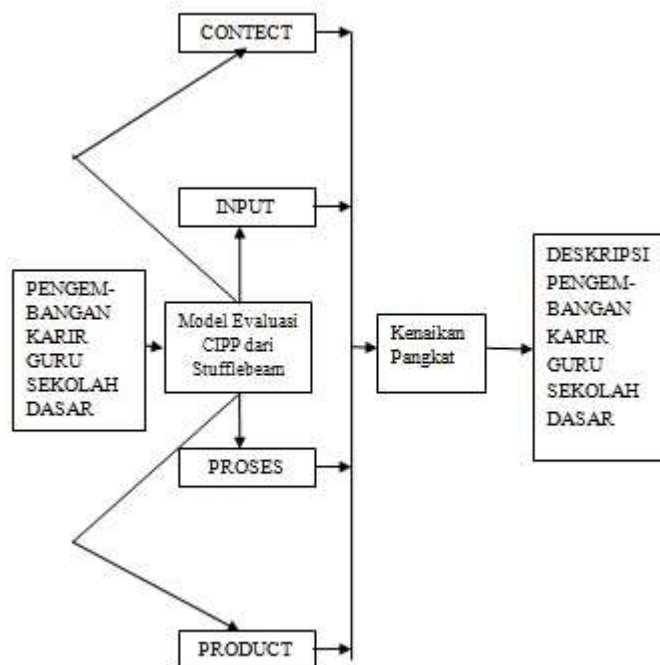 CONTECT
INPUT
PENGEM-
BANGAN
KARIR
GURU
SEKOLAH
DASAR
Model Evaluasi
CIPP dari
Stufflebeam
Kenaikan
Pangkat
DESKRIPSI
PENGEM-
BANGAN
KARIR
GURU
SEKOLAH
DASAR
PROSES
PRODUCT